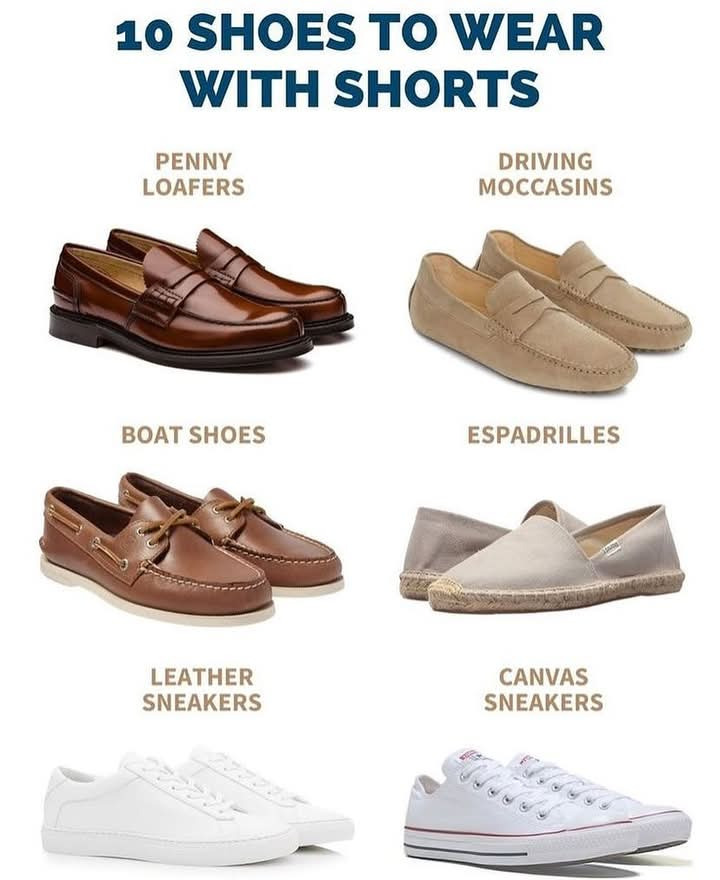 10 SHOES TO WEAR
WITH SHORTS
PENNY
LOAFERS
DRIVING
MOCCASINS
BOAT SHOES
ESPADRILLES
LEATHER
SNEAKERS
CANVAS
SNEAKERS